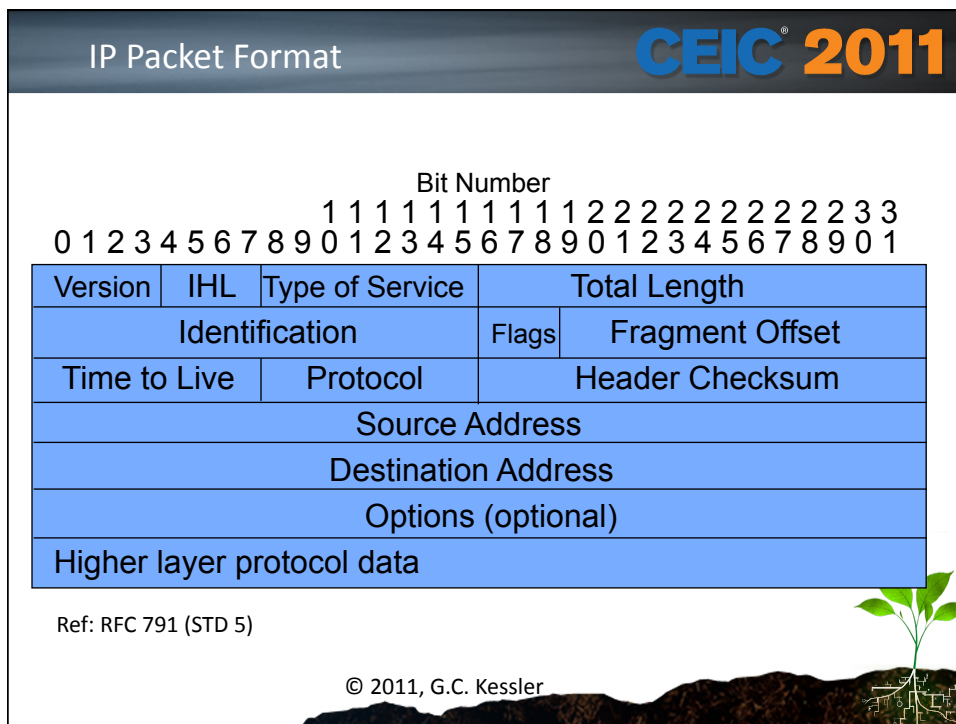 IP Packet Format
CEIC® 2011
Bit Number
1 1 1 1 1 1 1 1 1 1 2 2 2 2 2 2 2 2 2 2 3 3
0 1 2 3 4 5 6 7 8 9 0 1 2 3 4 5 6 7 8 9 0 1 2 3 4 5 6 7 8 9 0 1
Version IHL Type of Service Total Length
Identification Flags Fragment Offset
Time to Live Protocol Header Checksum
Source Address
Destination Address
Options (optional)
Higher layer protocol data
Ref: RFC 791 (STD 5)
© 2011, G.C. Kessler